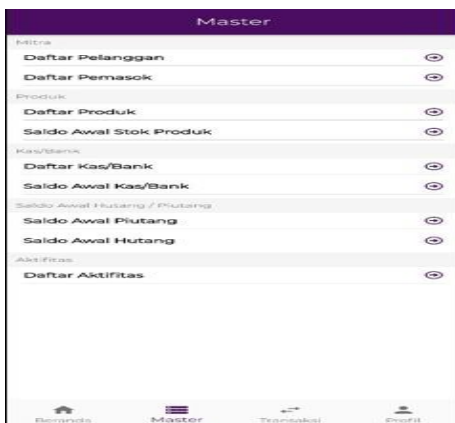 Master
Mitra
Daftar Pelanggan
Daftar Pemasok
Produk
Daftar Produk
Saldo Awal Stok Produk
Kas/Bank
Daftar Kas/Bank
Saldo Awal Kas/Bank
Saldo Awal Hutang / Piutang
Saldo Awal Piutang
Saldo Awal Hutang
Aktifitas
Daftar Aktifitas
Beranda Master Transaksi Profil